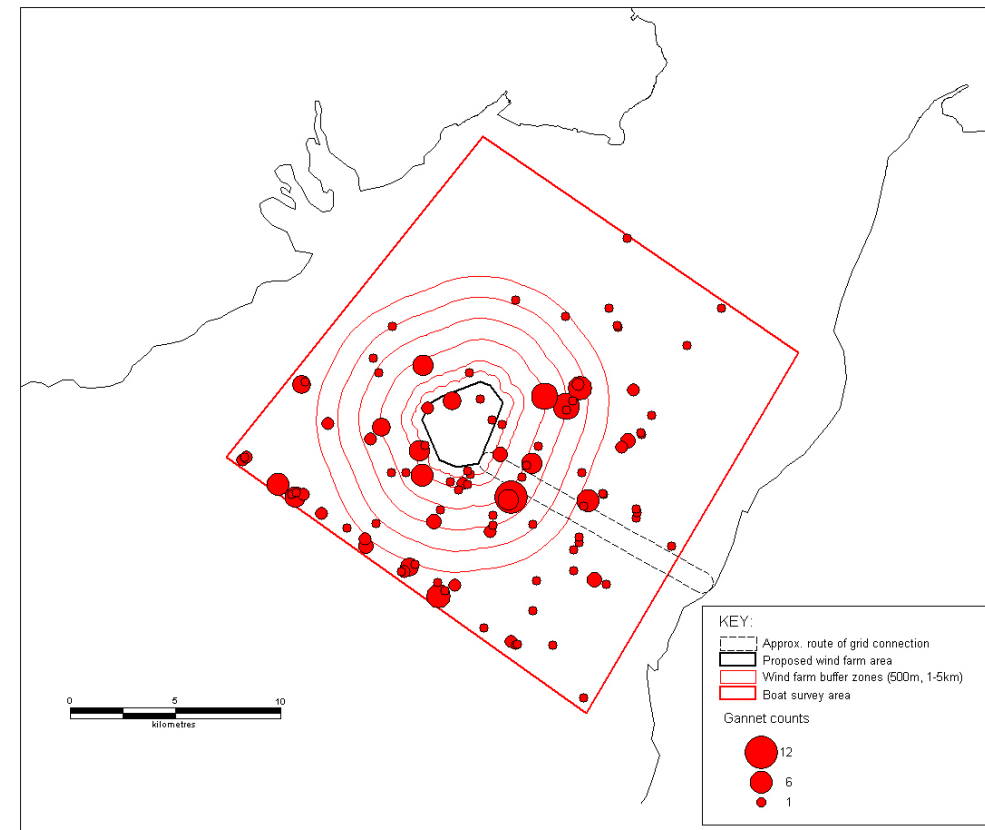 0 5 10
kilometres
KEY:
Approx. route of grid connection
Proposed wind farm area
Wind farm buffer zones (500m, 1-5km)
Boat survey area
Gannet counts
12
6
1